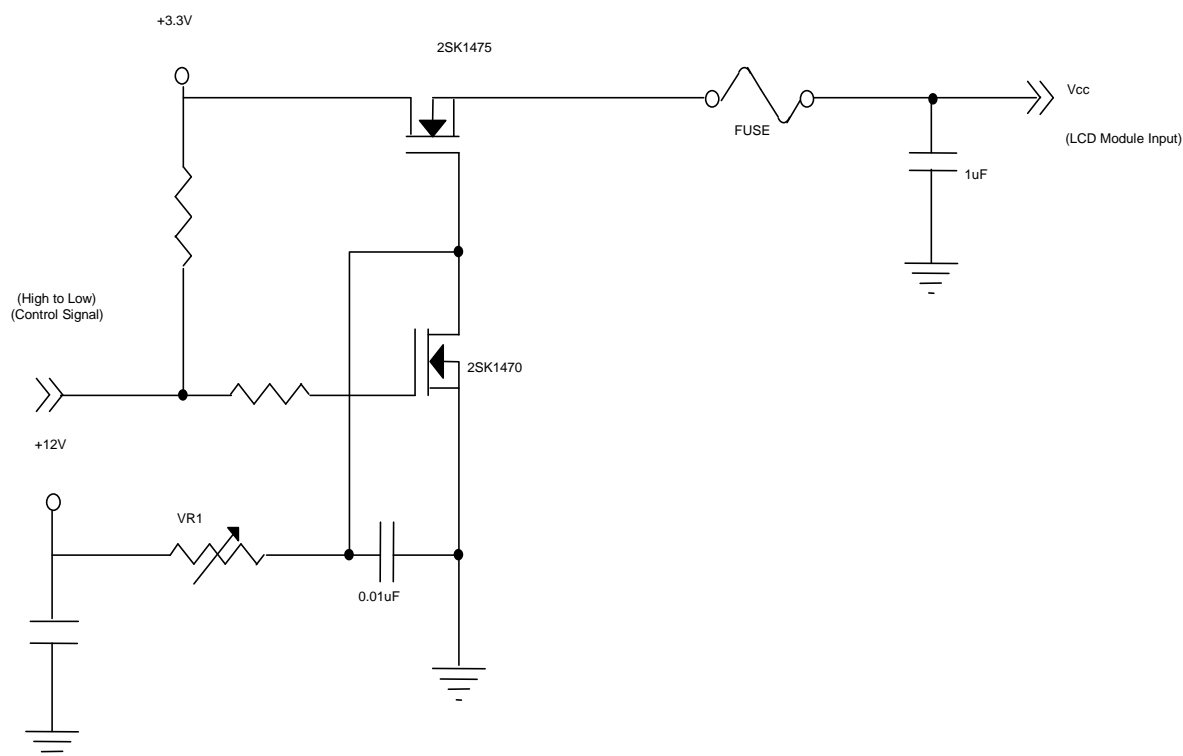 +3.3V
2SK1475
Vcc
FUSE
(LCD Module Input)
1uF
(High to Low)
(Control Signal)
2SK1470
+12V
VR1
0.01uF